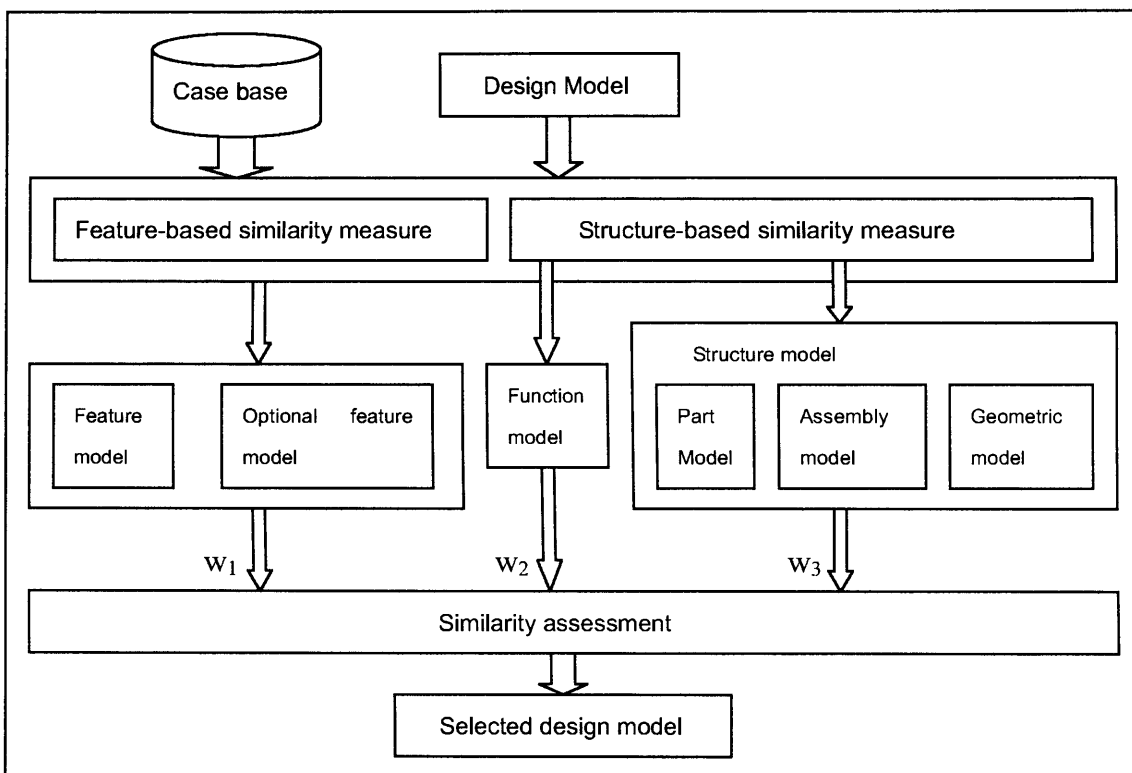 Case base
Design Model
Feature-based similarity measure
Structure-based similarity measure
Structure model
Feature
model
Optional feature
model
Function
model
Part
Model
Assembly
model
Geometric
model
W1
W2
W3
Similarity assessment
Selected design model